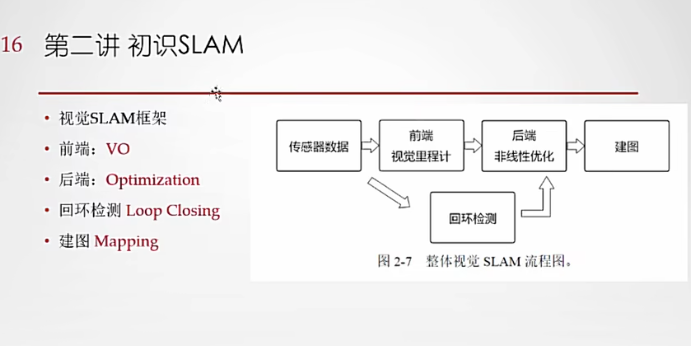 16
第二讲 初识SLAM
• 视觉SLAM框架
• 前端：VO
• 后端：Optimization
• 回环检测 Loop Closing
• 建图 Mapping
传感器数据
前端
视觉里程计
后端
非线性优化
建图
回环检测
图 2-7 整体视觉 SLAM 流程图。